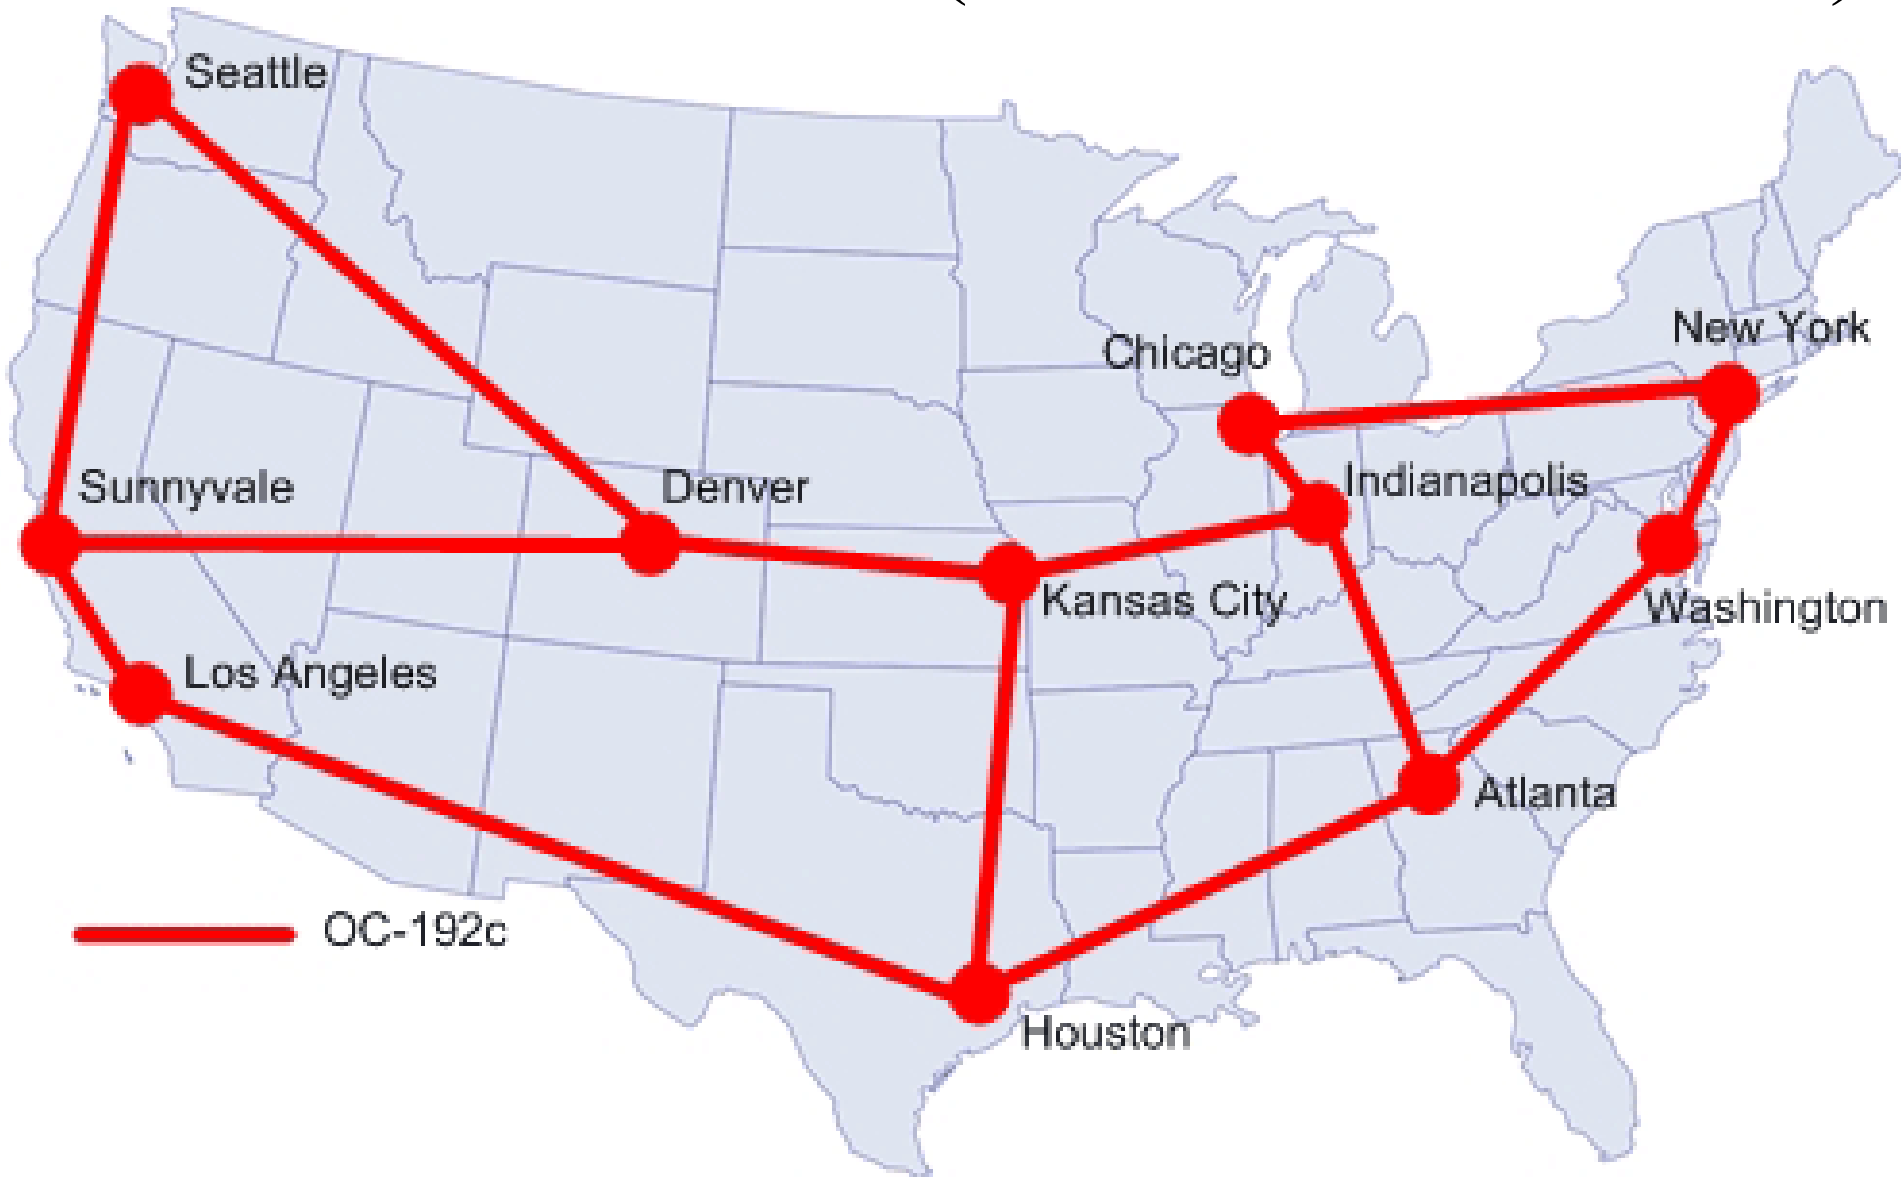 Seattle
New York
Chicago
Sunnyvale
Denver
Indianapolis
Kansas City
Washington
Los Angeles
Atlanta
OC-192c
Houston